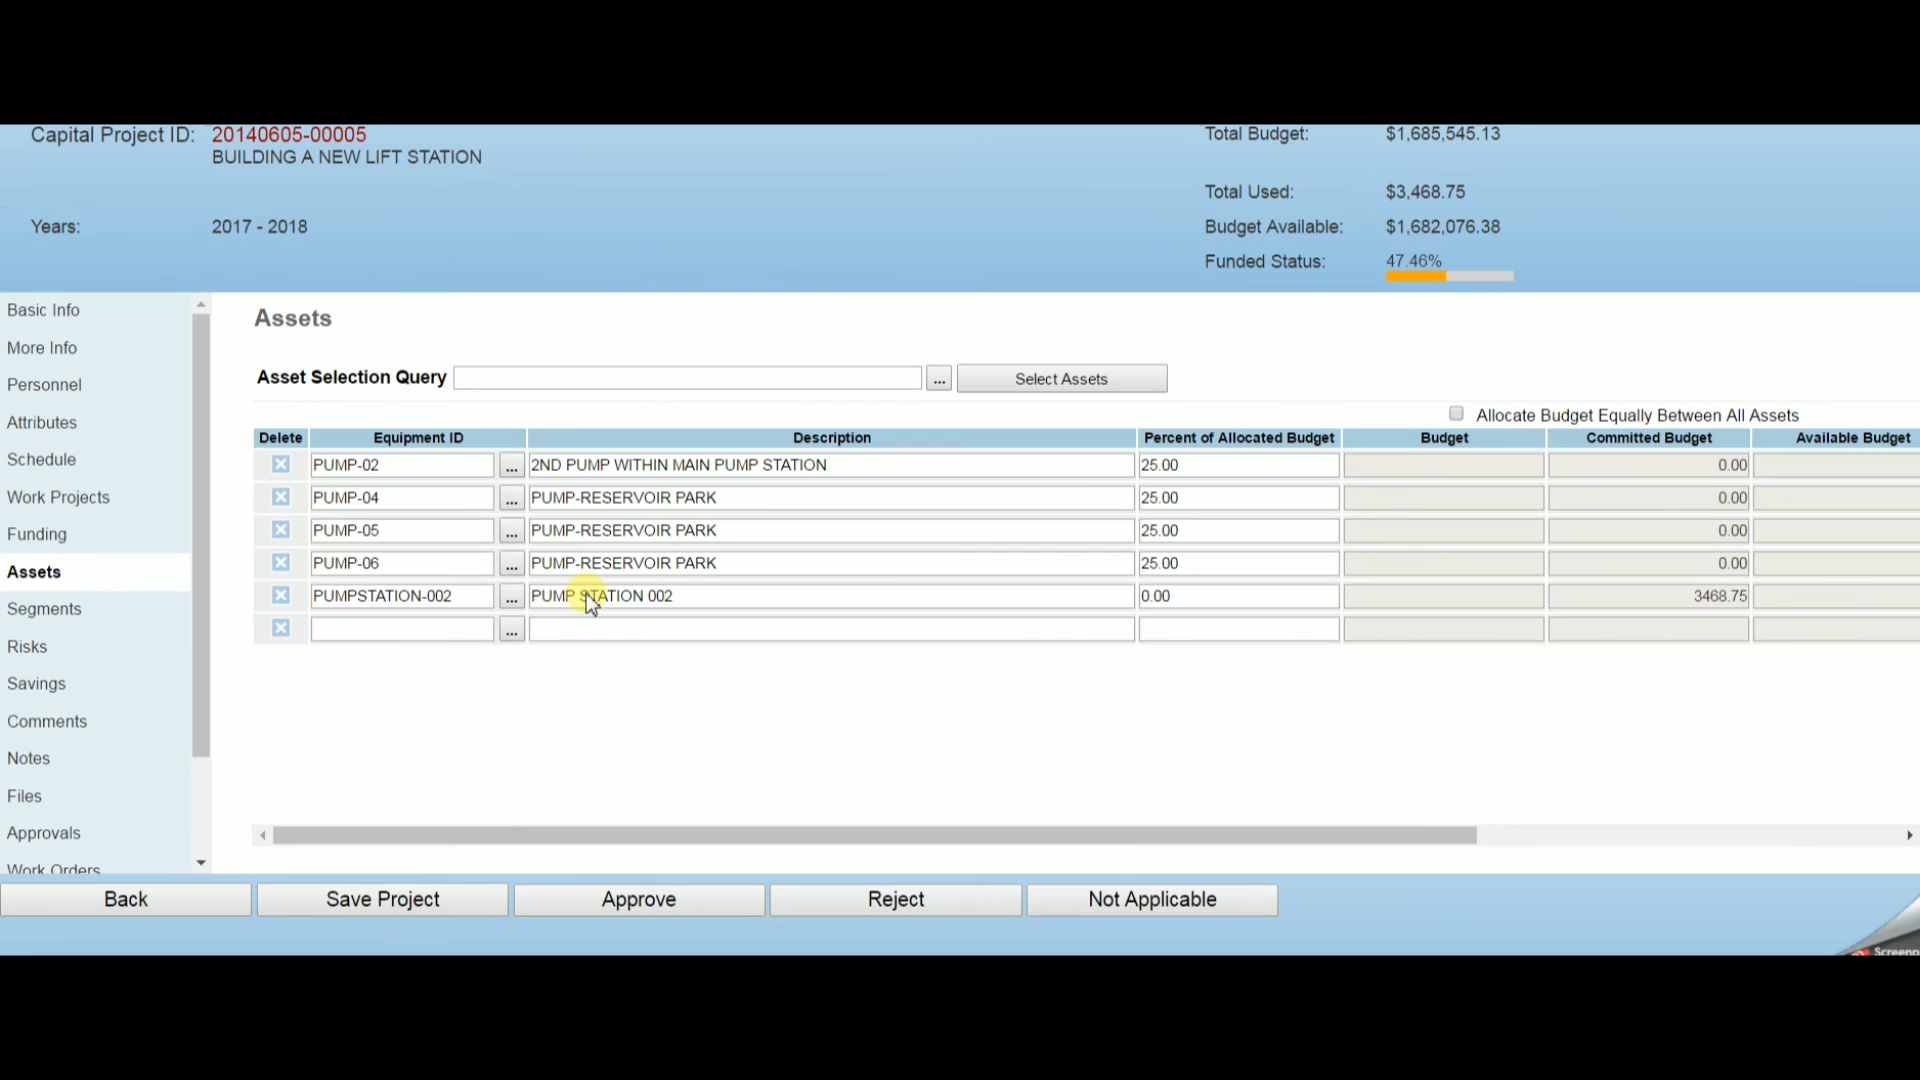 Capital Project ID: 20140605-00005 Total Budget: $1,685,545.13
BUILDING A NEW LIFT STATION
Total Used: $3,468.75
Years: 2017 - 2018 Budget Available: $1,682,076.38
Funded Status: 47.46%
Basic Info
More Info
Personnel
Attributes
Schedule
Work Projects
Funding
Assets
Segments
Risks
Savings
Comments
Notes
Files
Approvals
Work Orders
Assets
Asset Selection Query ... Select Assets
Allocate Budget Equally Between All Assets
Delete Equipment ID Description Percent of Allocated Budget Budget Committed Budget Available Budget
PUMP-02 ... 2ND PUMP WITHIN MAIN PUMP STATION 25.00 0.00
PUMP-04 ... PUMP-RESERVOIR PARK 25.00 0.00
PUMP-05 ... PUMP-RESERVOIR PARK 25.00 0.00
PUMP-06 ... PUMP-RESERVOIR PARK 25.00 0.00
PUMPSTATION-002 ... PUMP STATION 002 0.00 3468.75
...
Back Save Project Approve Reject Not Applicable